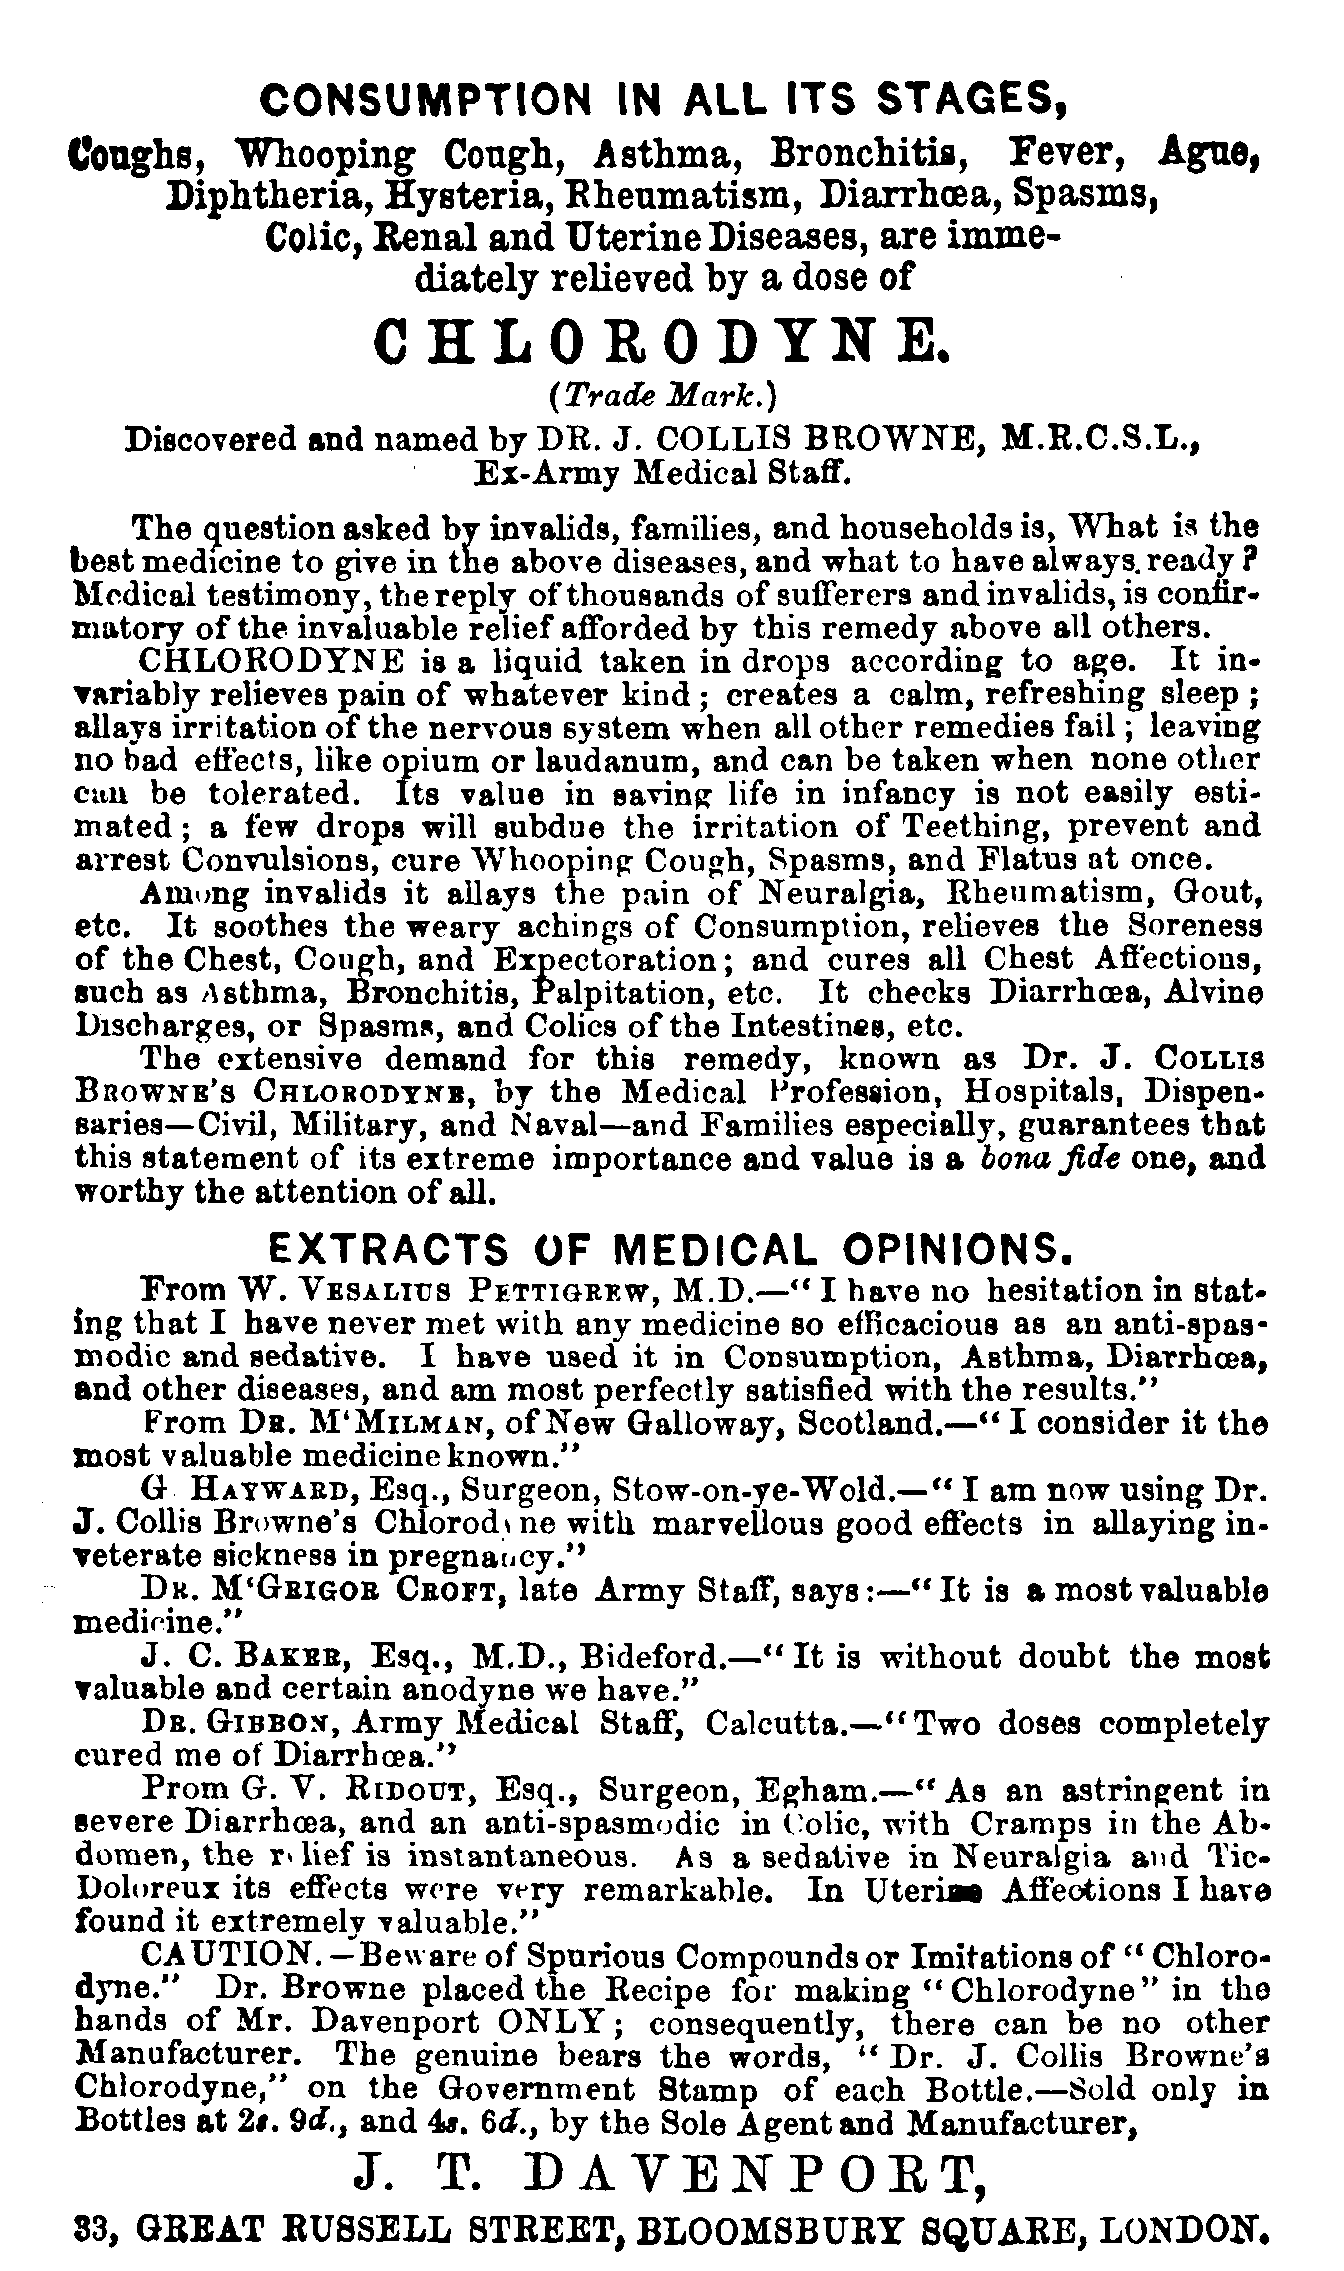 CONSUMPTION IN ALL ITS STAGES,
Coughs, Whooping Cough, Asthma, Bronchitis, Fever, Ague,
Diphtheria, Hysteria, Rheumatism, Diarrhœa, Spasms,
Colic, Renal and Uterine Diseases, are imme-
diately relieved by a dose of
CHLORODYNE.
(Trade Mark.)
Discovered and named by DR. J. COLLIS BROWNE, M.R.C.S.L.,
Ex-Army Medical Staff.
The question asked by invalids, families, and households is, What is the
best medicine to give in the above diseases, and what to have always. ready?
Medical testimony, the reply of thousands of sufferers and invalids, is confir-
matory of the invaluable relief afforded by this remedy above all others.
CHLORODYNE is a liquid taken in drops according to age. It in-
variably relieves pain of whatever kind; creates a calm, refreshing sleep;
allays irritation of the nervous system when all other remedies fail; leaving
no bad effects, like opium or laudanum, and can be taken when none other
can be tolerated. Its value in saving life in infancy is not easily esti-
mated; a few drops will subdue the irritation of Teething, prevent and
arrest Convulsions, cure Whooping Cough, Spasms, and Flatus at once.
Among invalids it allays the pain of Neuralgia, Rheumatism, Gout,
etc. It soothes the weary achings of Consumption, relieves the Soreness
of the Chest, Cough, and Expectoration; and cures all Chest Affections,
such as Asthma, Bronchitis, Palpitation, etc. It checks Diarrhœa, Alvine
Discharges, or Spasms, and Colics of the Intestines, etc.
The extensive demand for this remedy, known as Dr. J. COLLIS
BROWNE'S CHLORODYNE, by the Medical Profession, Hospitals, Dispen-
saries—Civil, Military, and Naval—and Families especially, guarantees that
this statement of its extreme importance and value is a bona fide one, and
worthy the attention of all.
EXTRACTS OF MEDICAL OPINIONS.
From W. VESALIUS PETTIGREW, M.D.—"I have no hesitation in stat-
ing that I have never met with any medicine so efficacious as an anti-spas-
modic and sedative. I have used it in Consumption, Asthma, Diarrhœa,
and other diseases, and am most perfectly satisfied with the results."
From DR. M'MILMAN, of New Galloway, Scotland.—"I consider it the
most valuable medicine known."
G. HAYWARD, Esq., Surgeon, Stow-on-ye-Wold.—"I am now using Dr.
J. Collis Browne's Chlorodyne with marvellous good effects in allaying in-
veterate sickness in pregnancy."
DR. M'GRIGOR CROFT, late Army Staff, says:—"It is a most valuable
medicine."
J. C. BAKER, Esq., M.D., Bideford.—"It is without doubt the most
valuable and certain anodyne we have."
DR. GIBBON, Army Medical Staff, Calcutta.—"Two doses completely
cured me of Diarrhœa."
Prom G. V. RIDOUT, Esq., Surgeon, Egham.—"As an astringent in
severe Diarrhœa, and an anti-spasmodic in Colic, with Cramps in the Ab-
domen, the relief is instantaneous. As a sedative in Neuralgia and Tic-
Doloreux its effects were very remarkable. In Uterine Affections I have
found it extremely valuable."
CAUTION.—Beware of Spurious Compounds or Imitations of "Chloro-
dyne." Dr. Browne placed the Recipe for making "Chlorodyne" in the
hands of Mr. Davenport ONLY; consequently, there can be no other
Manufacturer. The genuine bears the words, "Dr. J. Collis Browne's
Chlorodyne," on the Government Stamp of each Bottle.—Sold only in
Bottles at 2s. 9d., and 4s. 6d., by the Sole Agent and Manufacturer,
J. T. DAVENPORT,
33, GREAT RUSSELL STREET, BLOOMSBURY SQUARE, LONDON.